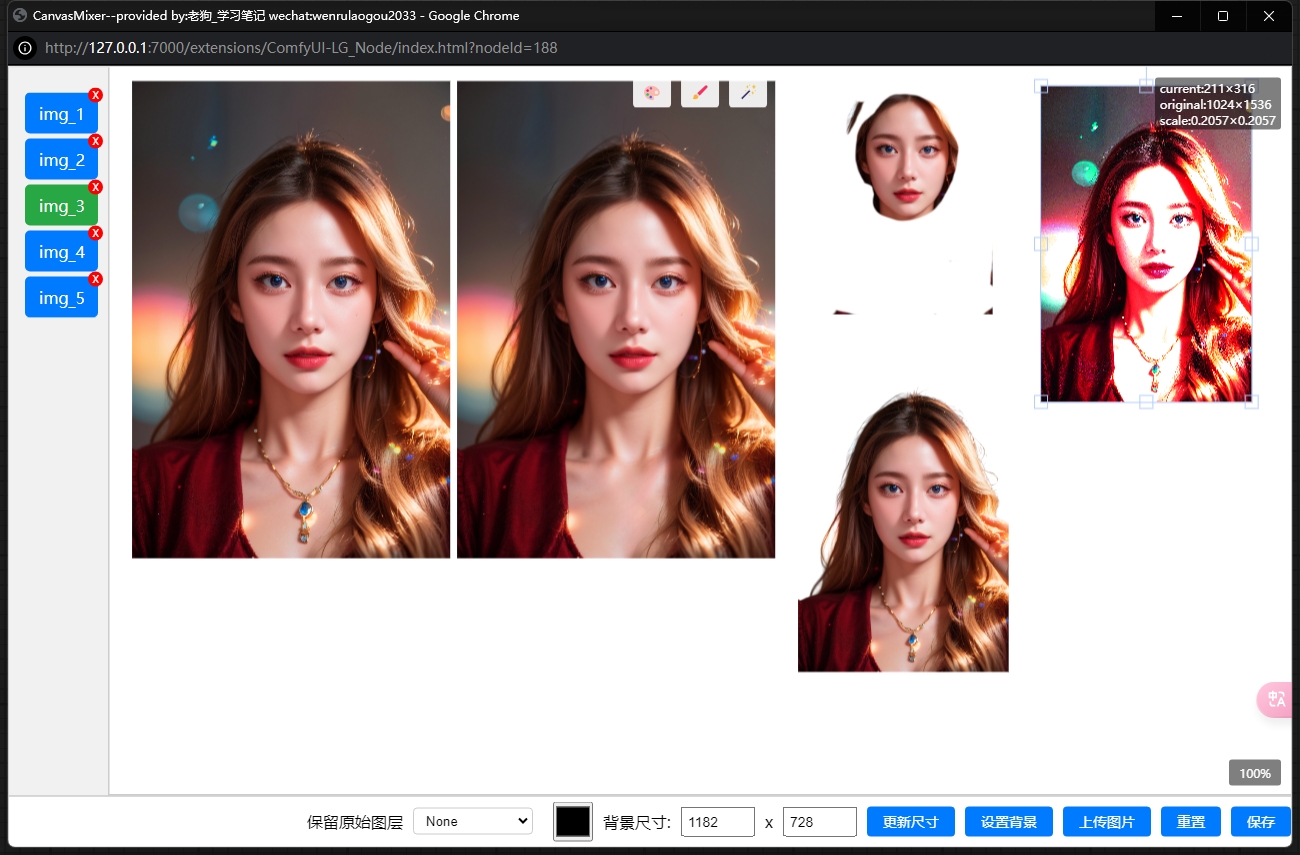 CanvasMixer--provided by:老狗_学习笔记 wechat:wenrulaogou2033 - Google Chrome
http://127.0.0.1:7000/extensions/ComfyUI-LG_Node/index.html?nodeId=188
img_1 X
img_2 X
img_3 X
img_4 X
img_5 X
current:211×316
original:1024×1536
scale:0.2057×0.2057
中 A
100%
保留原始图层 None 背景尺寸: 1182 x 728 更新尺寸 设置背景 上传图片 重置 保存